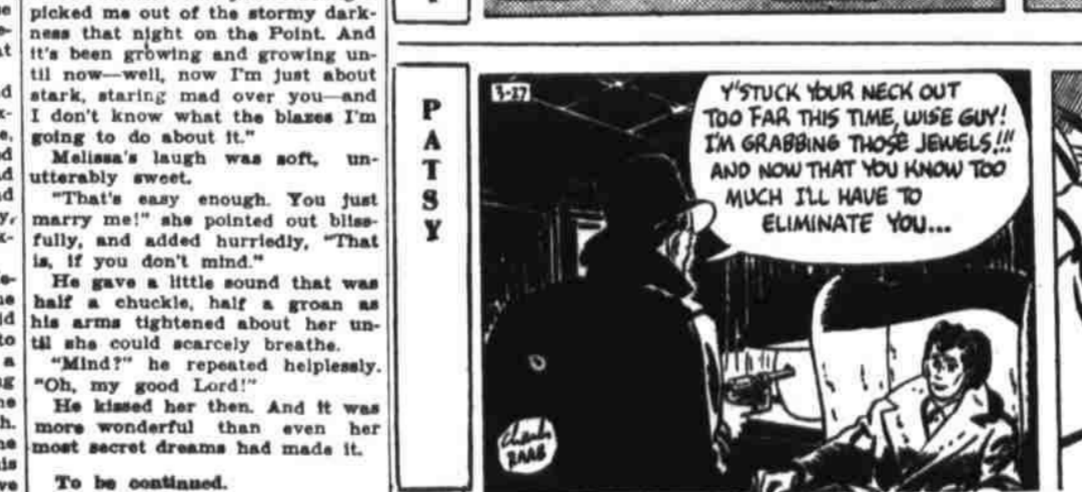 picked me out of the stormy dark-
ness that night on the Point. And
it's been growing and growing un-
til now—well, now I'm just about
stark, staring mad over you—and
I don't know what the blazes I'm
going to do about it."
Melissa's laugh was soft, un-
utterably sweet.
"That's easy enough. You just
marry me!" she pointed out bliss-
fully, and added hurriedly, "That
is, if you don't mind."
He gave a little sound that was
half a chuckle, half a groan as
his arms tightened about her un-
til she could scarcely breathe.
"Mind?" he repeated helplessly.
"Oh, my good Lord!"
He kissed her then. And it was
more wonderful than even her
most secret dreams had made it.
To be continued.
PATSY
3-27
Y'STUCK YOUR NECK OUT
TOO FAR THIS TIME, WISE GUY!
I'M GRABBING THOSE JEWELS!!!
AND NOW THAT YOU KNOW TOO
MUCH I'LL HAVE TO
ELIMINATE YOU...
Charles
RAAB